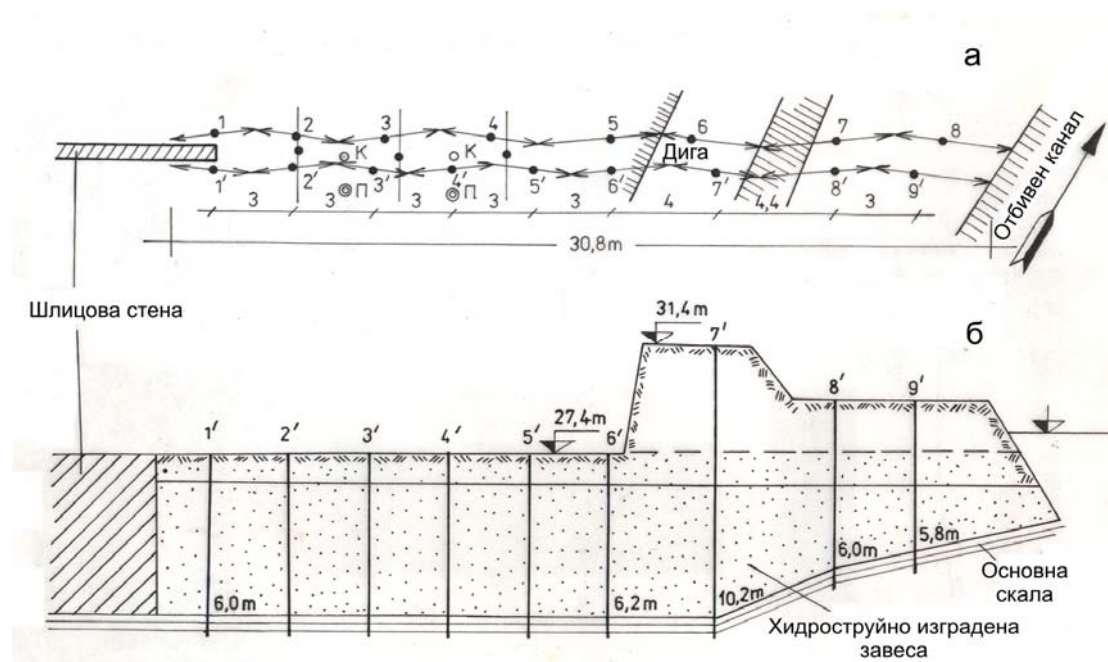 а
1 2 3 4 5 6 7 8
К К Дига
1' 2' 3' 4' 5' 6' 7' 8' 9'
П П
3 3 3 3 3 4 4,4 3
30,8m
Отбивен канал
Шлицова стена
б
31,4m
7'
8' 9'
27,4m
1' 2' 3' 4' 5' 6'
6,0m 6,2m 10,2m 6,0m 5,8m
Основна
скала
Хидроструйно изградена
завеса